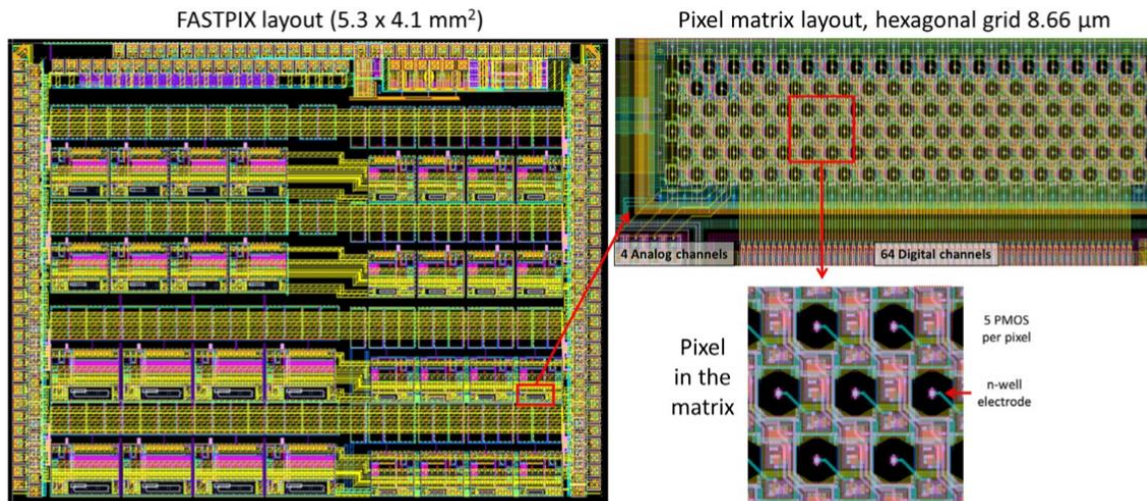 FASTPIX layout (5.3 x 4.1 mm²)
Pixel matrix layout, hexagonal grid 8.66 µm
4 Analog channels
64 Digital channels
Pixel
in the
matrix
5 PMOS
per pixel
n-well
electrode